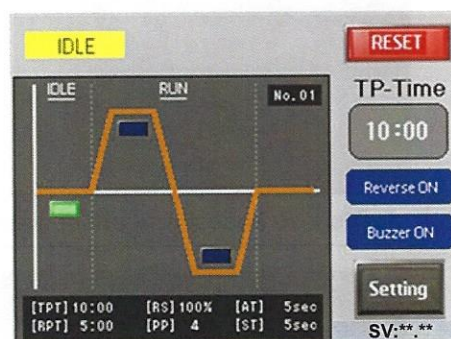 IDLE
RESET
IDLE
RUN
No.01
TP-Time
10:00
Reverse ON
Buzzer ON
Setting
[TPT] 10:00 [RS] 100% [AT] 5sec
[RPT] 5:00 [PP] 4 [ST] 5sec
SV:**.**